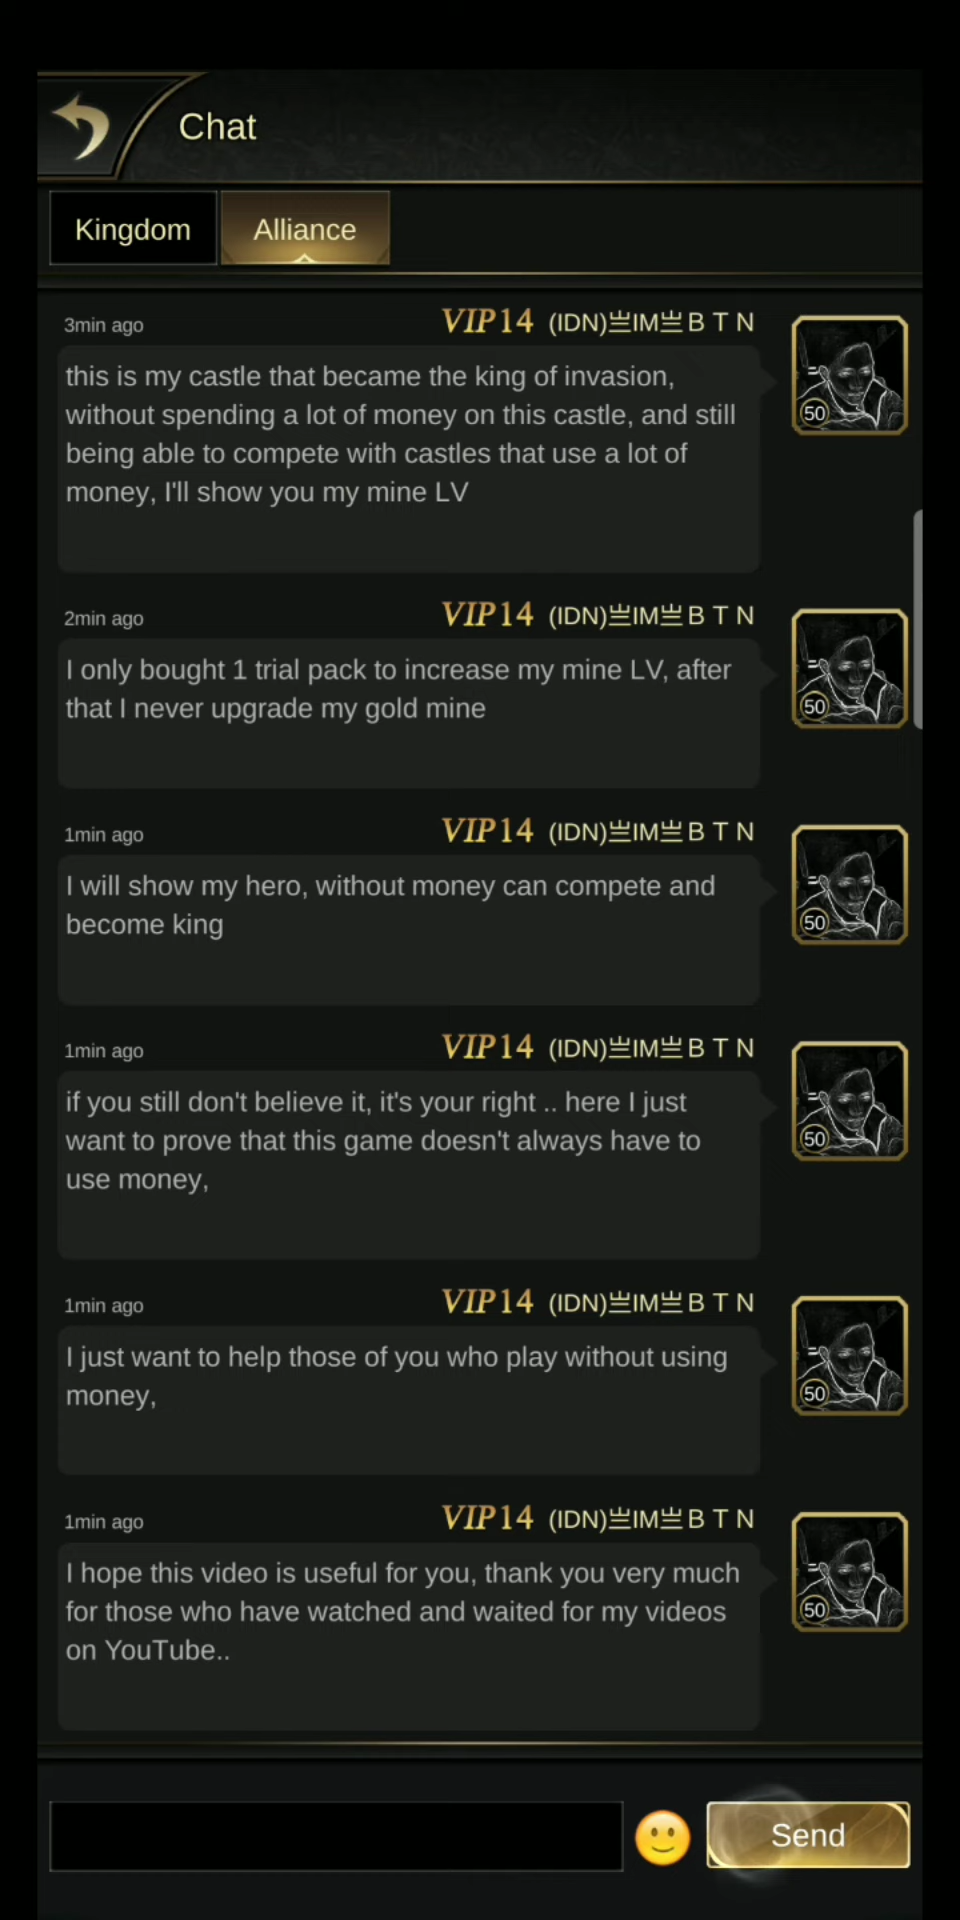 Chat
Kingdom
Alliance
3min ago
VIP14 (IDN)亗IM亗B T N
this is my castle that became the king of invasion,
without spending a lot of money on this castle, and still
being able to compete with castles that use a lot of
money, I'll show you my mine LV
50
2min ago
VIP14 (IDN)亗IM亗B T N
I only bought 1 trial pack to increase my mine LV, after
that I never upgrade my gold mine
50
1min ago
VIP14 (IDN)亗IM亗B T N
I will show my hero, without money can compete and
become king
50
1min ago
VIP14 (IDN)亗IM亗B T N
if you still don't believe it, it's your right .. here I just
want to prove that this game doesn't always have to
use money,
50
1min ago
VIP14 (IDN)亗IM亗B T N
I just want to help those of you who play without using
money,
50
1min ago
VIP14 (IDN)亗IM亗B T N
I hope this video is useful for you, thank you very much
for those who have watched and waited for my videos
on YouTube..
50
Send